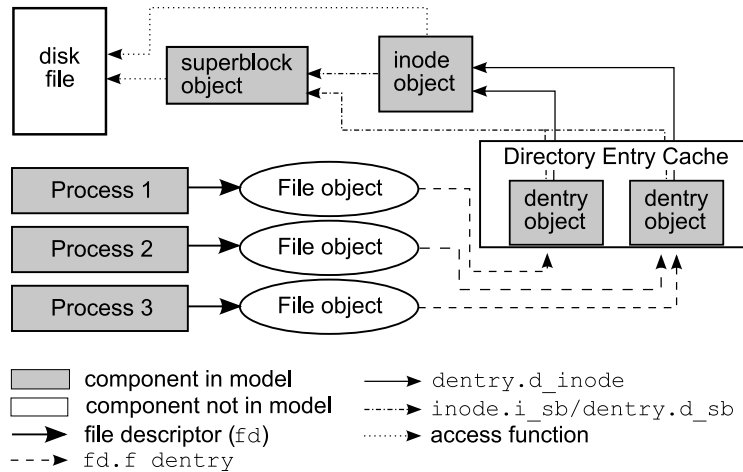 disk
file
superblock
object
inode
object
Directory Entry Cache
dentry
object
dentry
object
Process 1
File object
Process 2
File object
Process 3
File object
component in model
component not in model
file descriptor (fd)
fd.f_dentry
dentry.d_inode
inode.i_sb/dentry.d_sb
access function